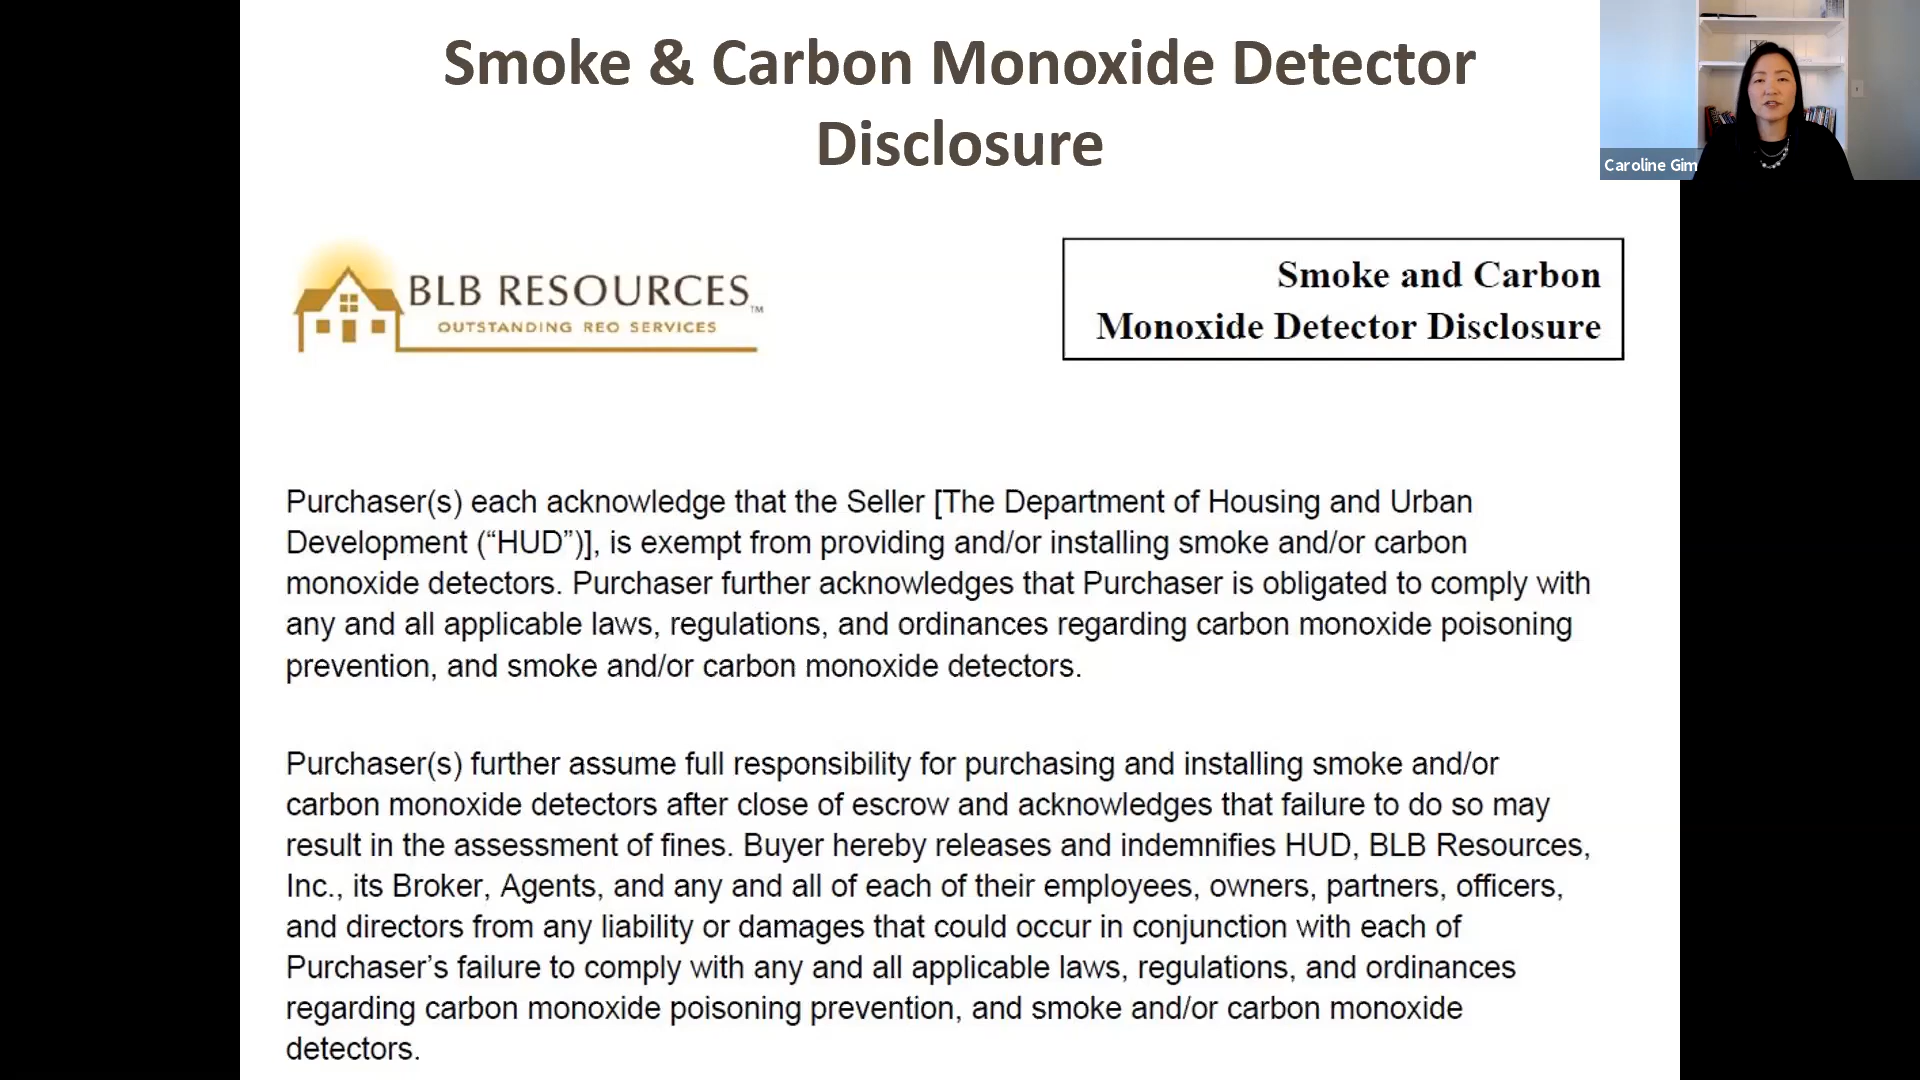 Smoke & Carbon Monoxide Detector
Disclosure
Caroline Gim
BLB RESOURCES™
OUTSTANDING REO SERVICES
Smoke and Carbon
Monoxide Detector Disclosure
Purchaser(s) each acknowledge that the Seller [The Department of Housing and Urban
Development (“HUD”)], is exempt from providing and/or installing smoke and/or carbon
monoxide detectors. Purchaser further acknowledges that Purchaser is obligated to comply with
any and all applicable laws, regulations, and ordinances regarding carbon monoxide poisoning
prevention, and smoke and/or carbon monoxide detectors.
Purchaser(s) further assume full responsibility for purchasing and installing smoke and/or
carbon monoxide detectors after close of escrow and acknowledges that failure to do so may
result in the assessment of fines. Buyer hereby releases and indemnifies HUD, BLB Resources,
Inc., its Broker, Agents, and any and all of each of their employees, owners, partners, officers,
and directors from any liability or damages that could occur in conjunction with each of
Purchaser’s failure to comply with any and all applicable laws, regulations, and ordinances
regarding carbon monoxide poisoning prevention, and smoke and/or carbon monoxide
detectors.